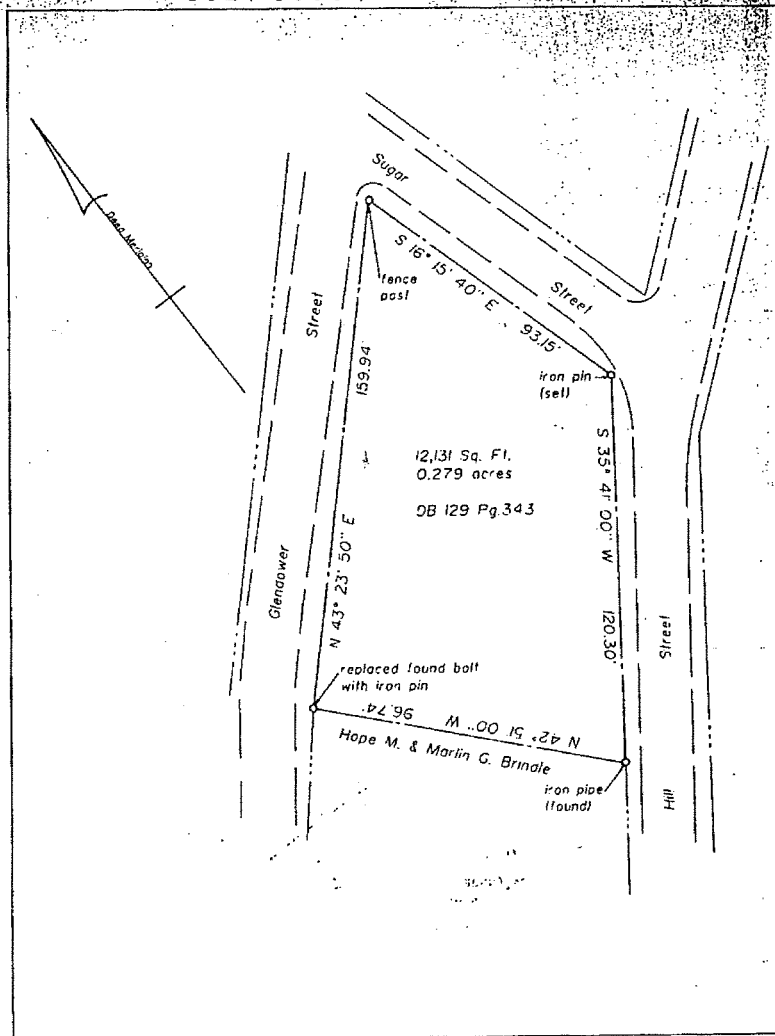 Deed Meridian
Sugar
Street
S 16° 15' 40" E - 93.15'
fence
post
Street
159.94'
N 43° 23' 50" E
Glendower
iron pin
(set)
12,131 Sq. Ft.
0.279 acres
DB 129 Pg.343
S 35° 41' 00" W
120.30'
Street
Hill
replaced found bolt
with iron pin
N 42° 51' 00" W 96.74'
Hope M. & Marlin G. Brindle
iron pipe
(found)